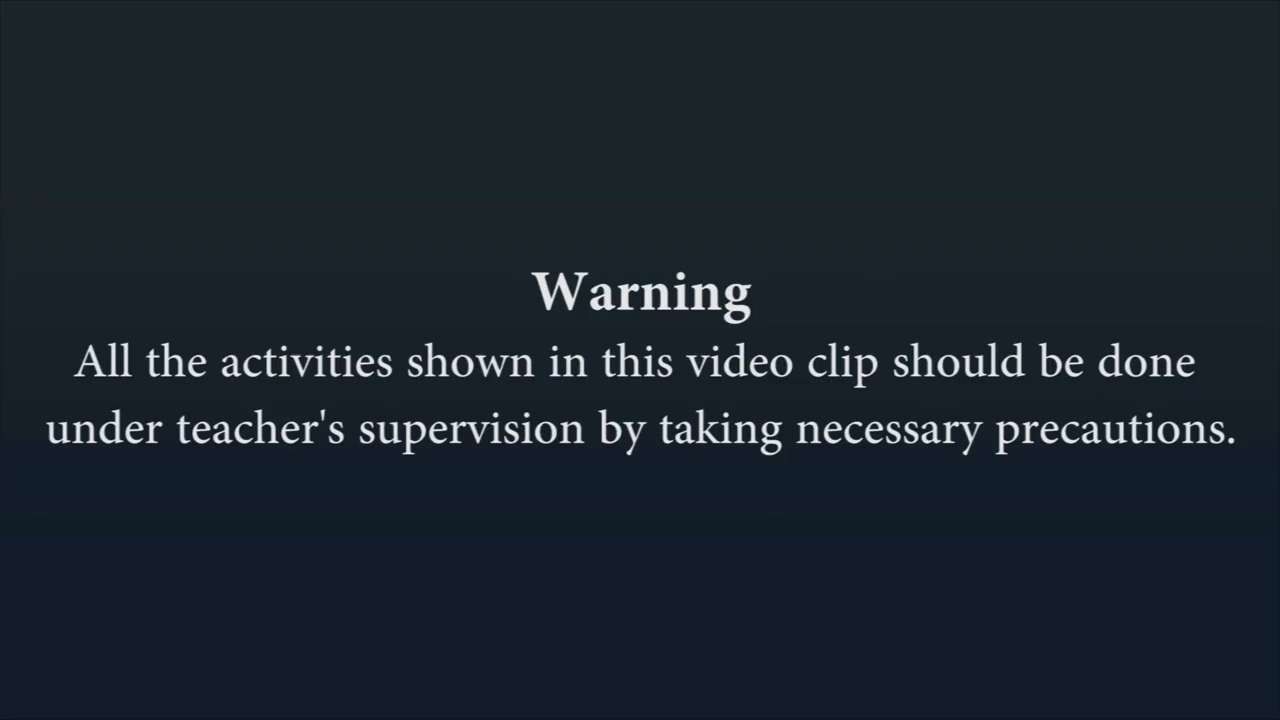 Warning
All the activities shown in this video clip should be done
under teacher's supervision by taking necessary precautions.